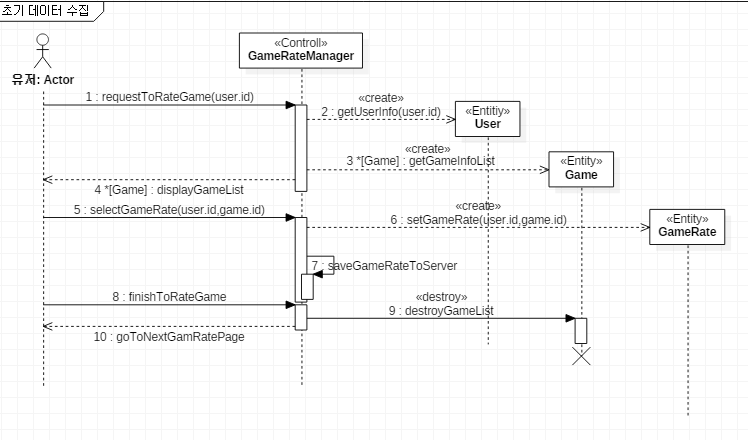 초기 데이터 수집
유저: Actor
«Controll»
GameRateManager
1 : requestToRateGame(user.id)
«create»
2 : getUserInfo(user.id)
«Entitiy»
User
«create»
3 *[Game] : getGameInfoList
«Entity»
Game
4 *[Game] : displayGameList
5 : selectGameRate(user.id,game.id)
«create»
6 : setGameRate(user.id,game.id)
«Entity»
GameRate
7 : saveGameRateToServer
8 : finishToRateGame
«destroy»
9 : destroyGameList
10 : goToNextGamRatePage